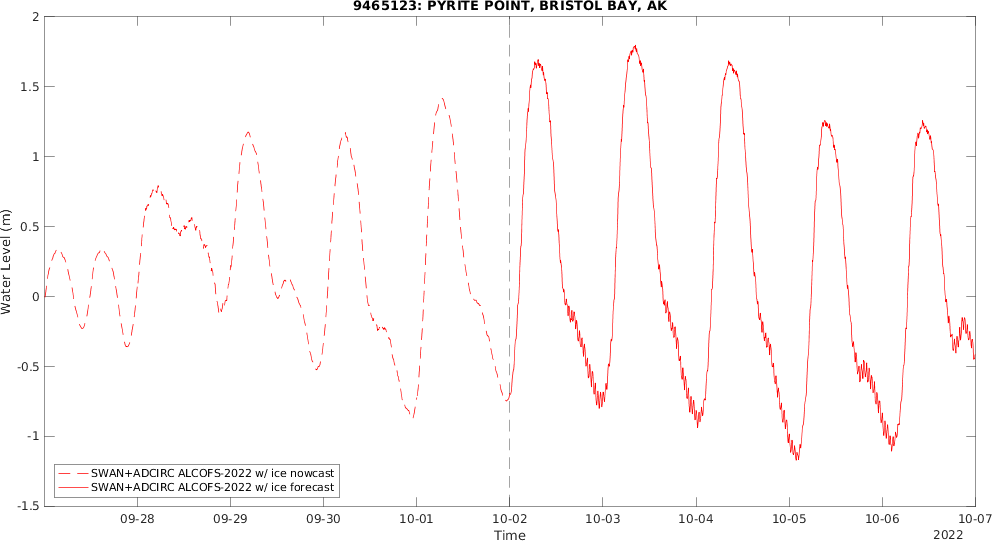 9465123: PYRITE POINT, BRISTOL BAY, AK
2
1.5
1
0.5
0
-0.5
-1
-1.5
Water Level (m)
SWAN+ADCIRC ALCOFS-2022 w/ ice nowcast
SWAN+ADCIRC ALCOFS-2022 w/ ice forecast
09-28 09-29 09-30 10-01 10-02 10-03 10-04 10-05 10-06 10-07
Time
2022